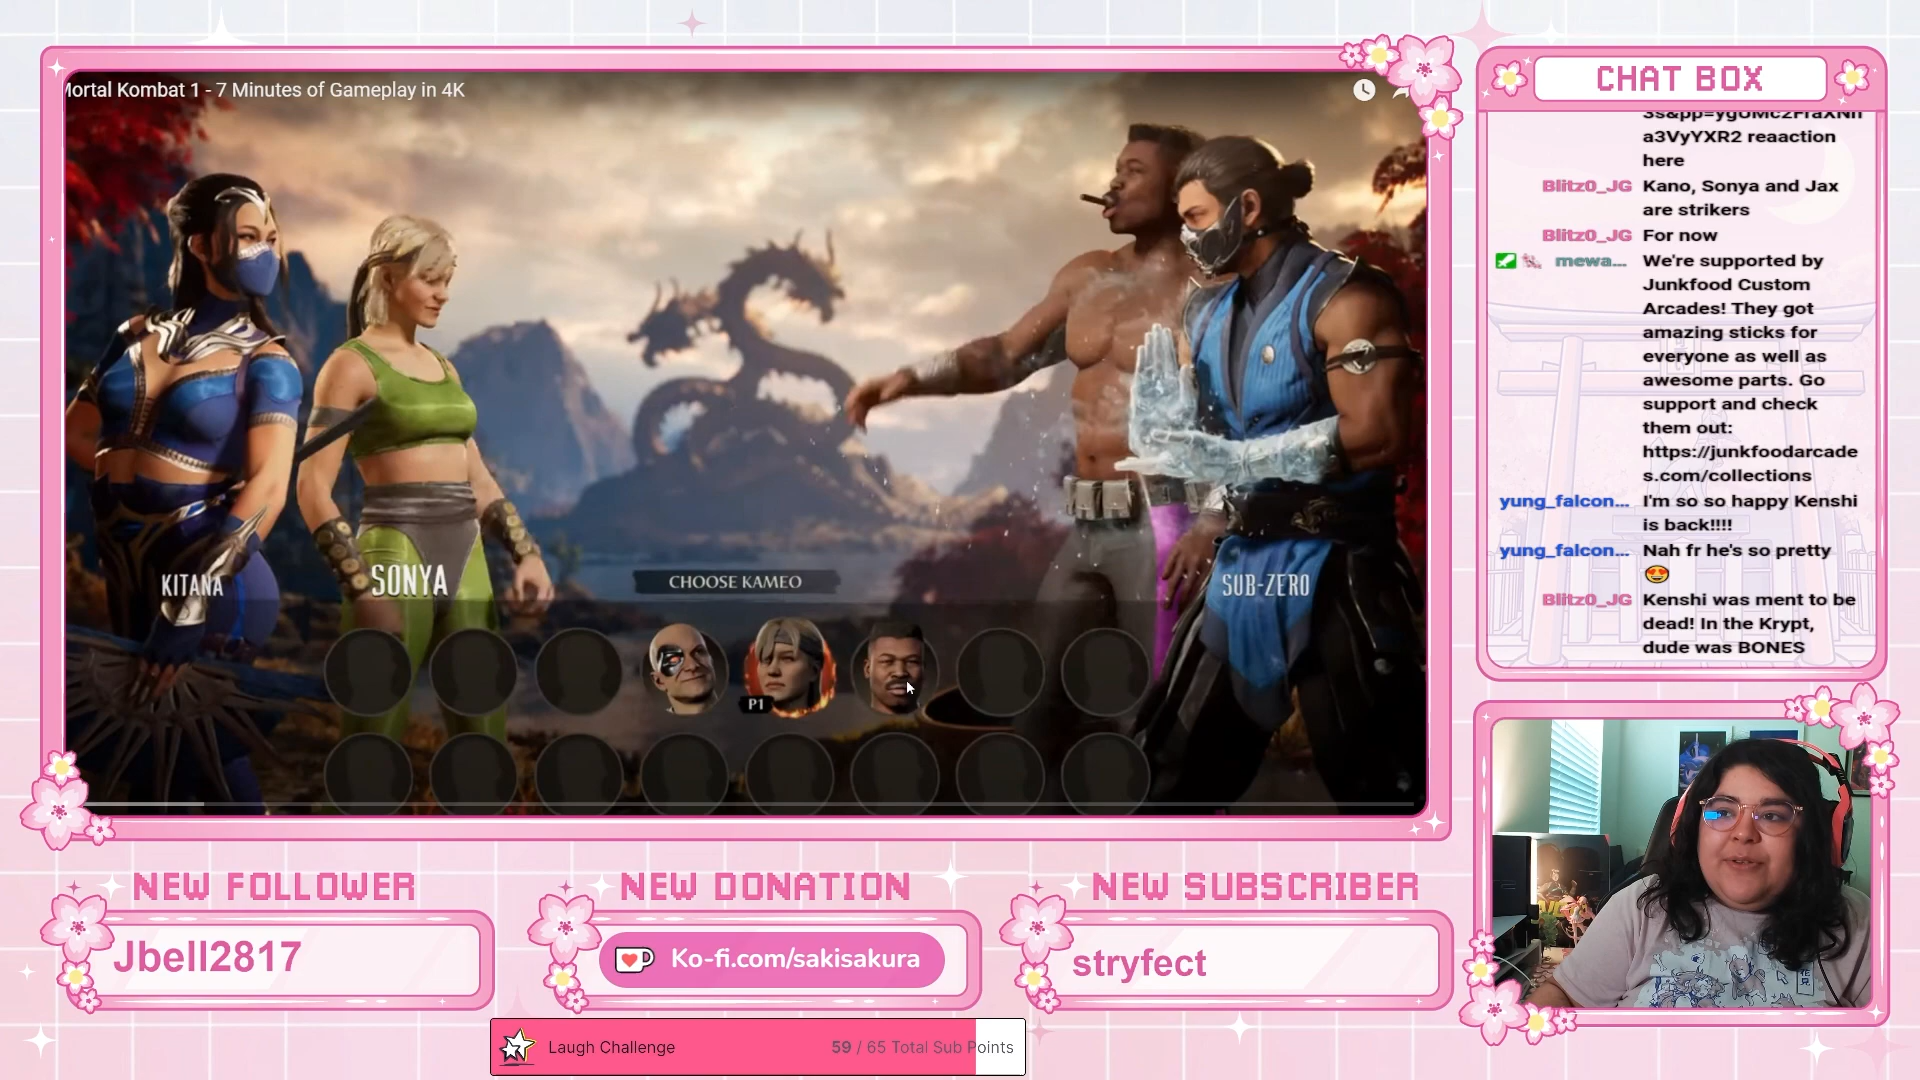 Mortal Kombat 1 - 7 Minutes of Gameplay in 4K
KITANA
SONYA
CHOOSE KAMEO
SUB-ZERO
P1
CHAT BOX
a3VyYXR2 reaaction
here
Blitz0_JG Kano, Sonya and Jax
are strikers
Blitz0_JG For now
mewa... We're supported by
Junkfood Custom
Arcades! They got
amazing sticks for
everyone as well as
awesome parts. Go
support and check
them out:
https://junkfoodarcade
s.com/collections
yung_falcon... I'm so so happy Kenshi
is back!!!!
yung_falcon... Nah fr he's so pretty
😍
Blitz0_JG Kenshi was ment to be
dead! In the Krypt,
dude was BONES
NEW FOLLOWER
Jbell2817
NEW DONATION
Ko-fi.com/sakisakura
NEW SUBSCRIBER
stryfect
Laugh Challenge
59 / 65 Total Sub Points